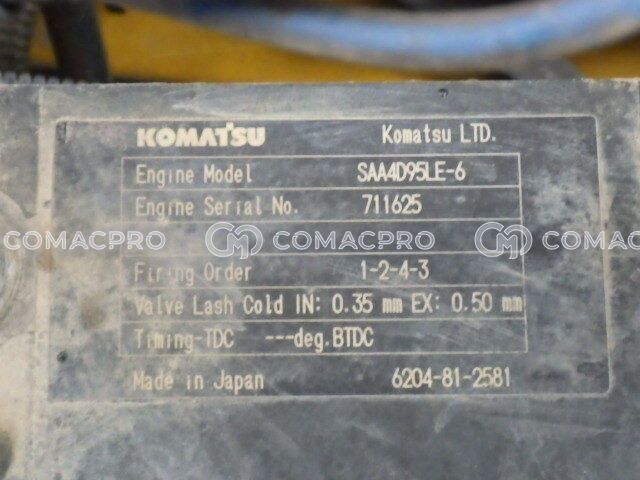 KOMATSU Komatsu LTD.
Engine Model SAA4D95LE-6
Engine Serial No. 711625
COMACPRO COMACPRO COMACPRO
Firing Order 1-2-4-3
Valve Lash Cold IN: 0.35 mm EX: 0.50 mm
Timing-TDC ---deg.BTDC
Made in Japan 6204-81-2581